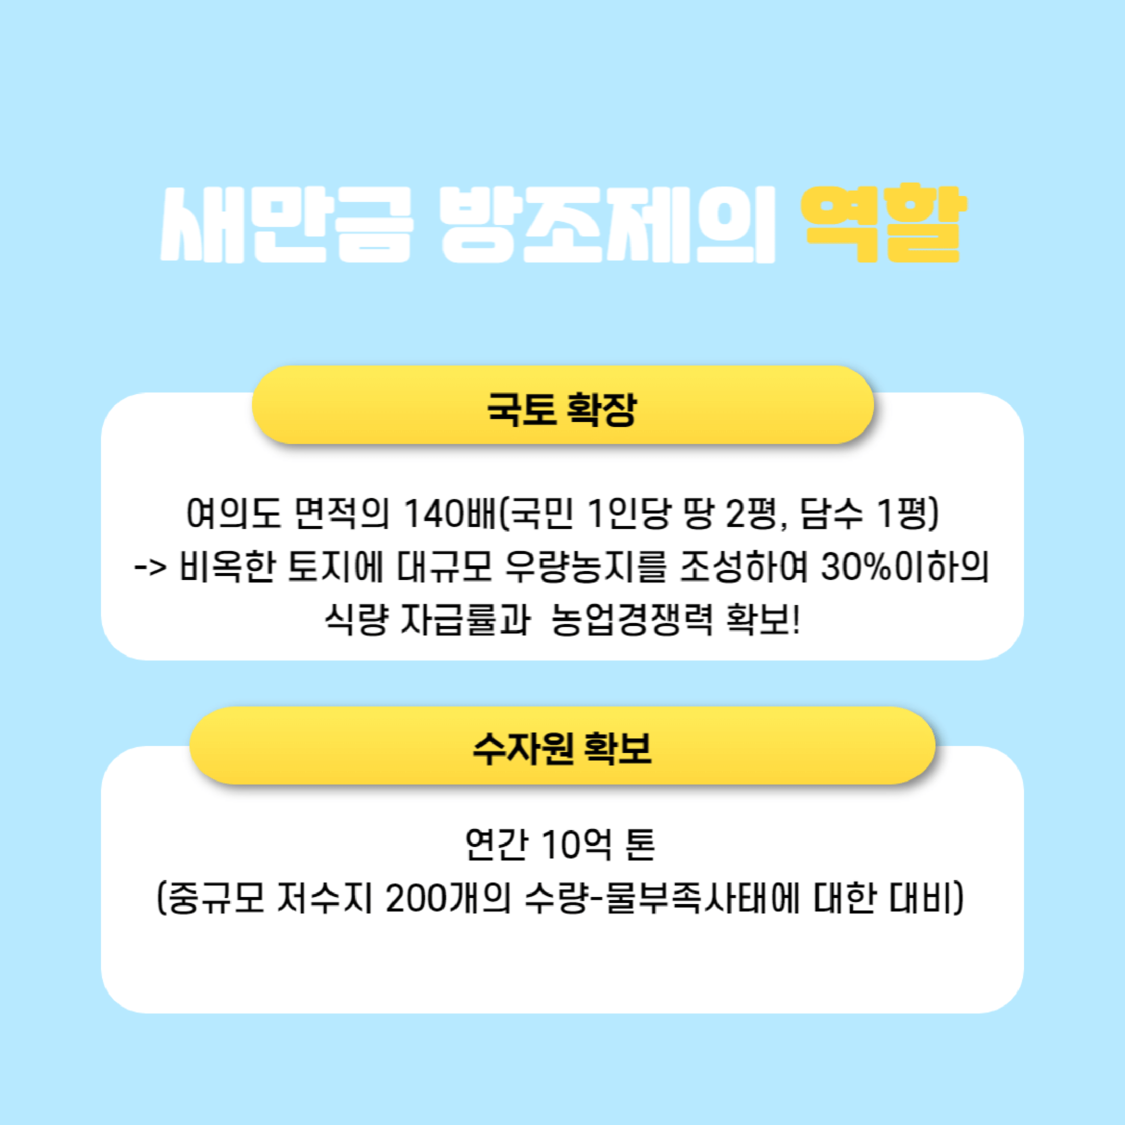 새만금 방조제의 역할
국토 확장
여의도 면적의 140배(국민 1인당 땅 2평, 담수 1평)
-> 비옥한 토지에 대규모 우량농지를 조성하여 30%이하의
식량 자급률과 농업경쟁력 확보!
수자원 확보
연간 10억 톤
(중규모 저수지 200개의 수량-물부족사태에 대한 대비)